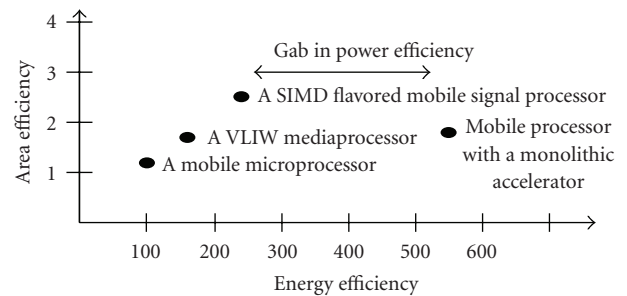 4
Gab in power efficiency
3
A SIMD flavored mobile signal processor
2
A VLIW mediaprocessor
Mobile processor
with a monolithic
accelerator
A mobile microprocessor
1
Area efficiency
100 200 300 400 500 600
Energy efficiency